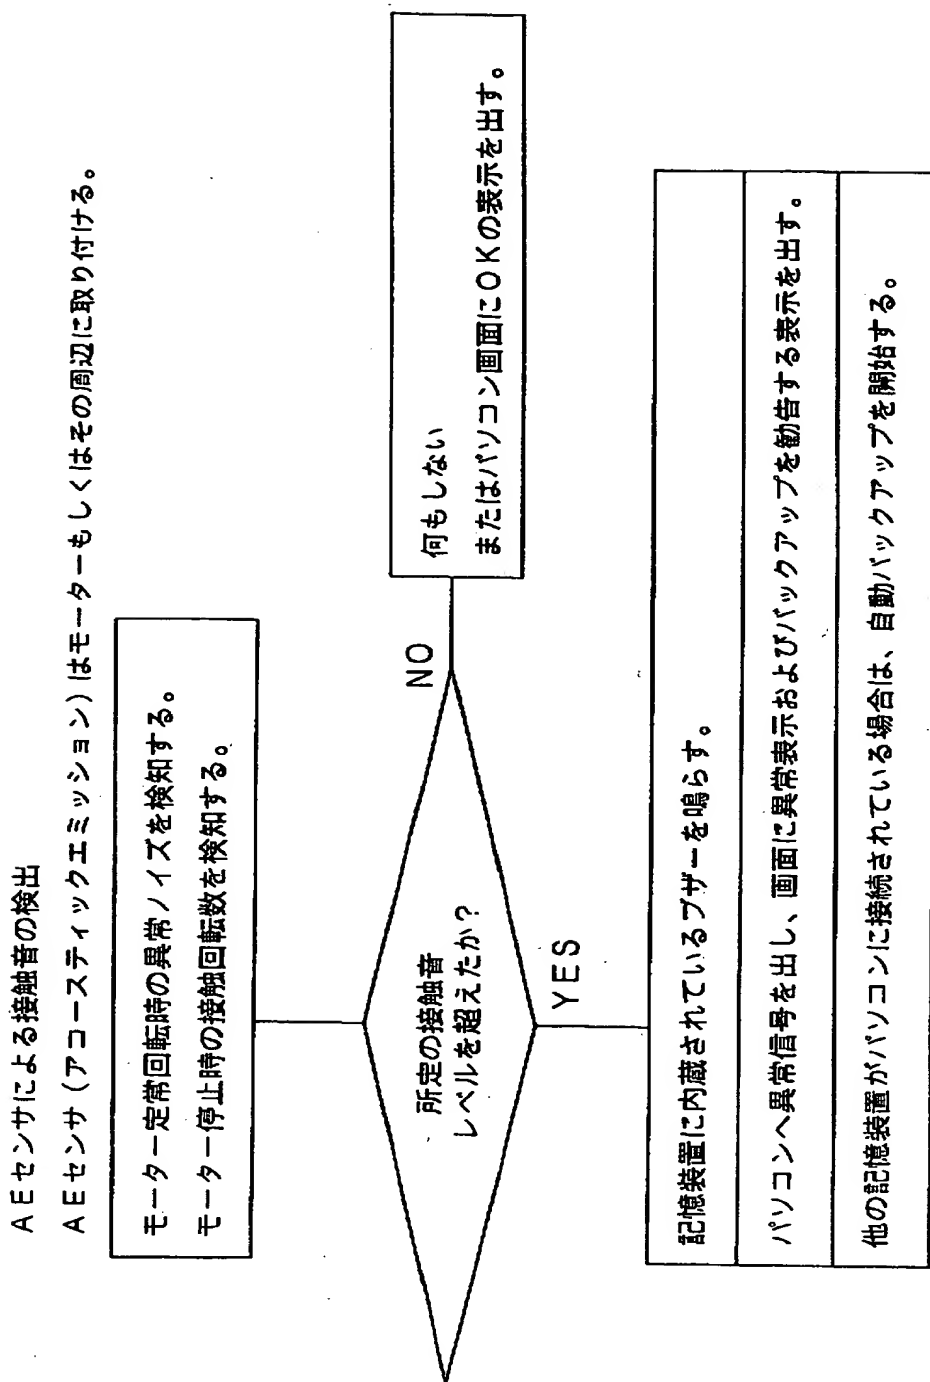 AEセンサによる接触音の検出
AEセンサ（アコースティックエミッション）はモーターもしくはその周辺に取り付ける。
モーター定常回転時の異常ノイズを検知する。
モーター停止時の接触回転数を検知する。
所定の接触音
レベルを超えたか？
NO
何もしない
またはパソコン画面にOKの表示を出す。
YES
記憶装置に内蔵されているブザーを鳴らす。
パソコンへ異常信号を出し、画面に異常表示およびバックアップを勧告する表示を出す。
他の記憶装置がパソコンに接続されている場合は、自動バックアップを開始する。